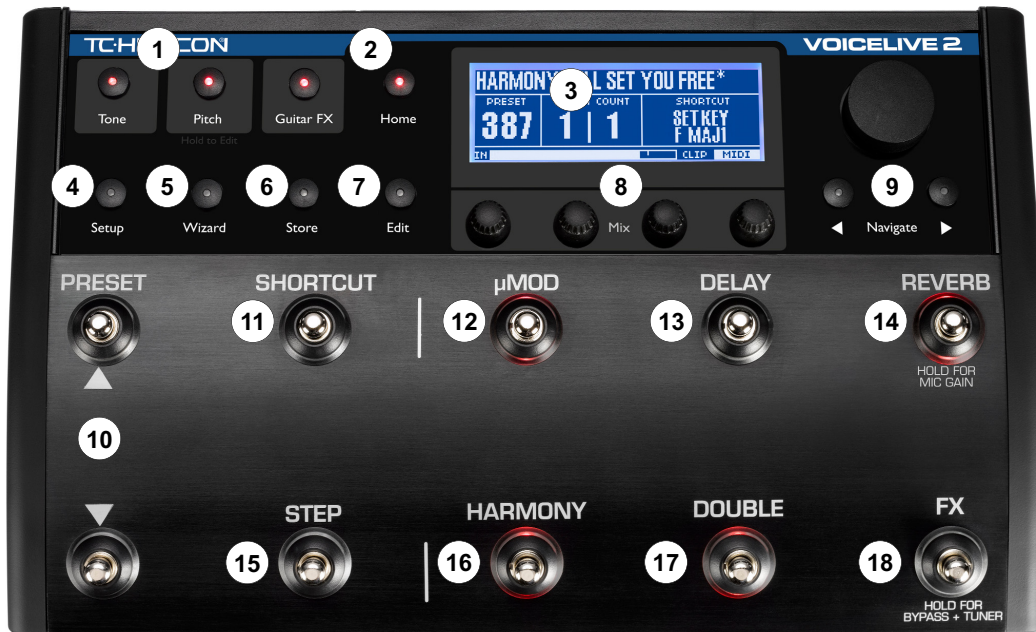 1
2
VOICELIVE 2
Tone
Pitch
Guitar FX
Home
Hold to Edit
HARMONY SET YOU FREE*
3
PRESET
COUNT
SHORTCUT
387
1 | 1
SET KEY
F MAJ1
IN
CLIP
MIDI
4
5
6
7
8
9
Setup
Wizard
Store
Edit
Mix
◀ Navigate ▶
PRESET
SHORTCUT
µMOD
DELAY
REVERB
11
12
13
14
HOLD FOR
MIC GAIN
10
STEP
HARMONY
DOUBLE
FX
15
16
17
18
HOLD FOR
BYPASS + TUNER